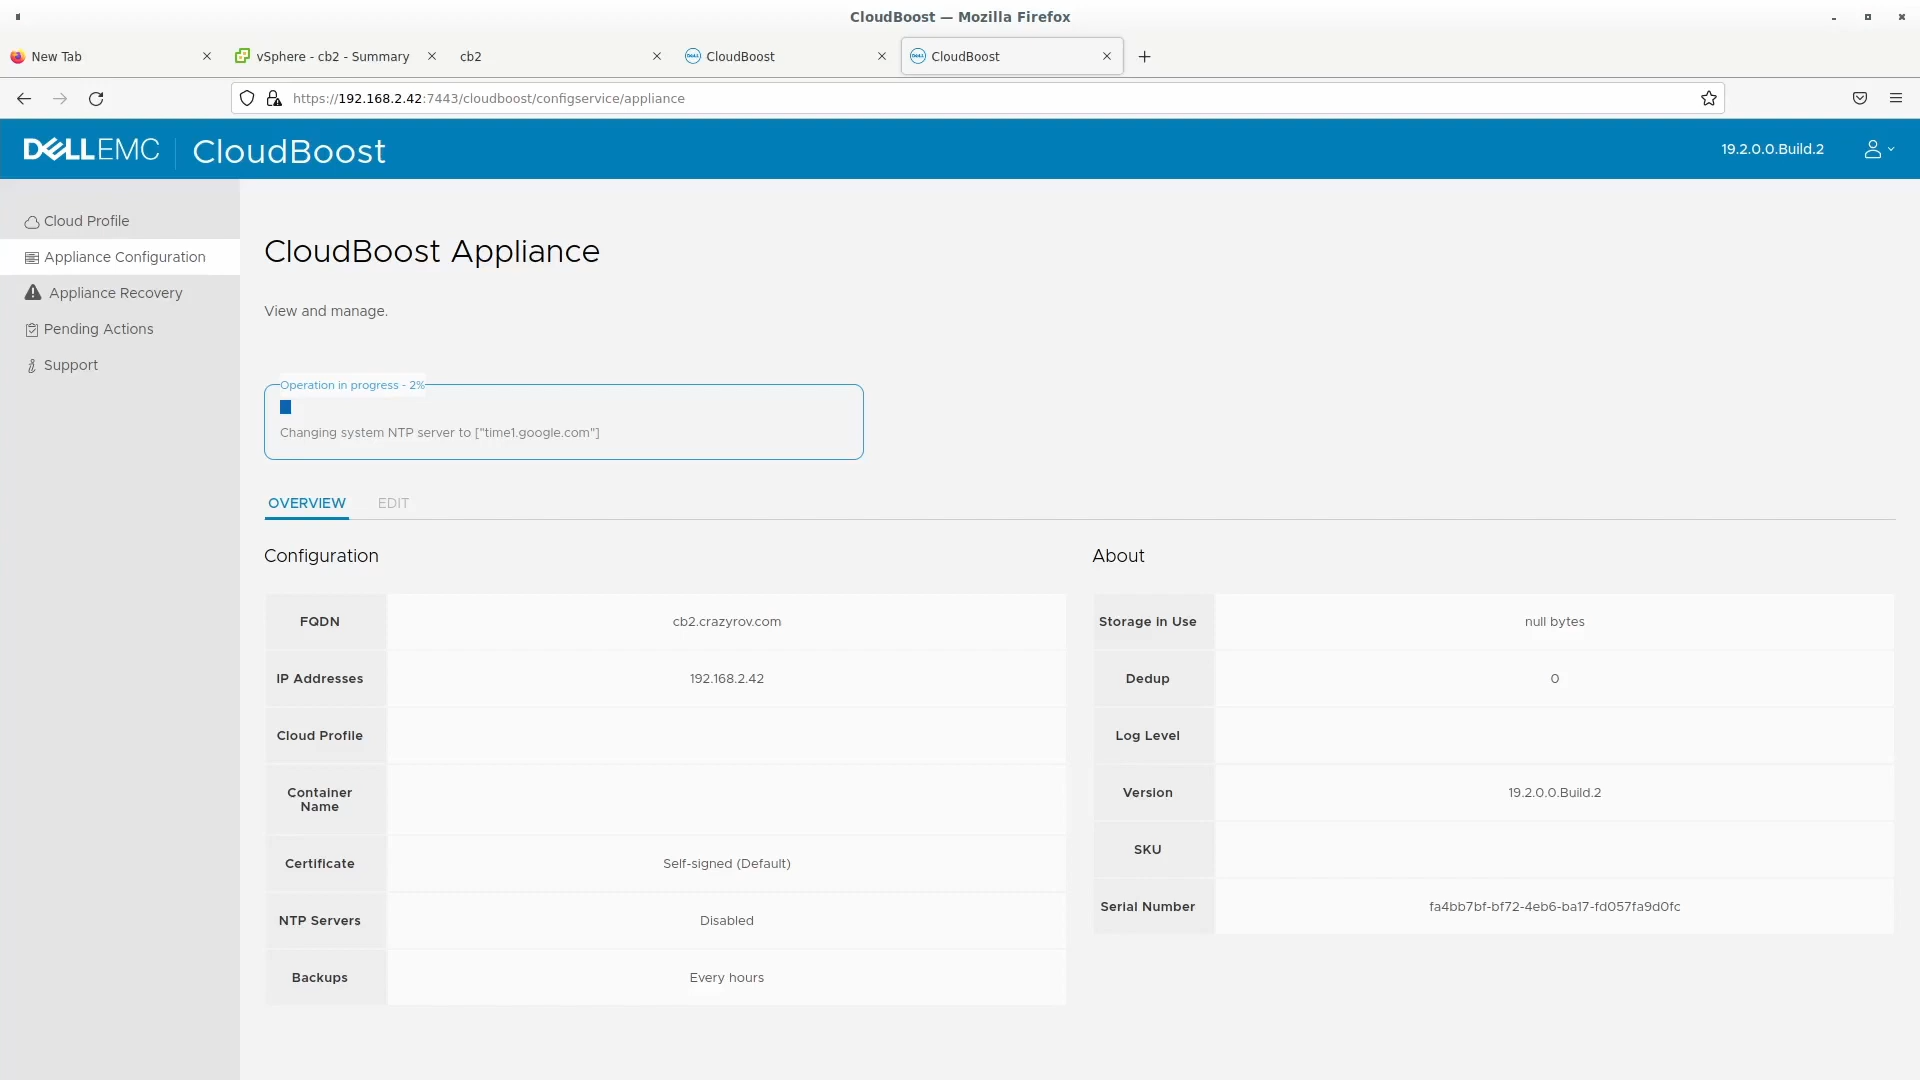 CloudBoost — Mozilla Firefox
New Tab
vSphere - cb2 - Summary
cb2
CloudBoost
CloudBoost
https://192.168.2.42:7443/cloudboost/configservice/appliance
DELLEMC
CloudBoost
19.2.0.0.Build.2
Cloud Profile
Appliance Configuration
Appliance Recovery
Pending Actions
Support
CloudBoost Appliance
View and manage.
Operation in progress - 2%
Changing system NTP server to ["time1.google.com"]
OVERVIEW
EDIT
Configuration
FQDN
cb2.crazyrov.com
IP Addresses
192.168.2.42
Cloud Profile
Container
Name
Certificate
Self-signed (Default)
NTP Servers
Disabled
Backups
Every hours
About
Storage in Use
null bytes
Dedup
0
Log Level
Version
19.2.0.0.Build.2
SKU
Serial Number
fa4bb7bf-bf72-4eb6-ba17-fd057fa9d0fc